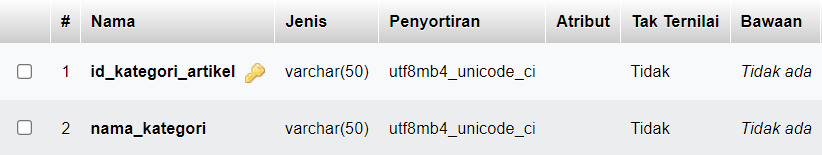 # Nama Jenis Penyortiran Atribut Tak Ternilai Bawaan
1 id_kategori_artikel varchar(50) utf8mb4_unicode_ci Tidak Tidak ada
2 nama_kategori varchar(50) utf8mb4_unicode_ci Tidak Tidak ada